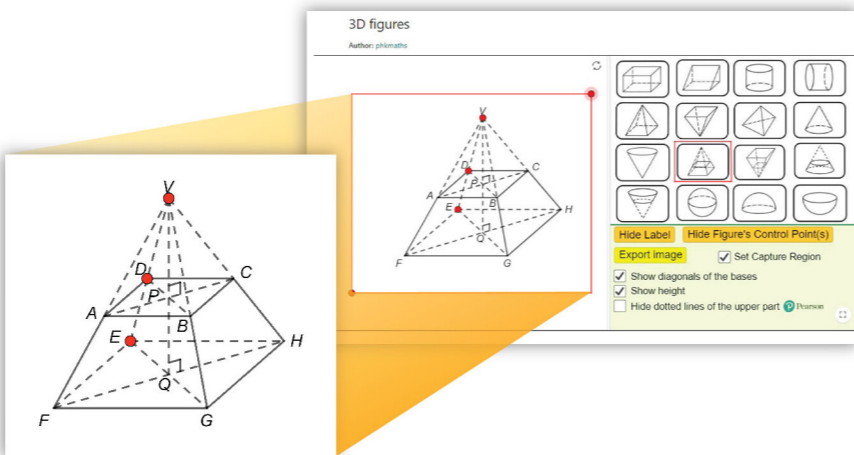 3D figures
Author: phkmaths
V
D
C
P
A
B
E
H
Q
F
G
Hide Label
Hide Figure's Control Point(s)
Export image
Set Capture Region
Show diagonals of the bases
Show height
Hide dotted lines of the upper part
Pearson
V
D
C
P
A
B
E
H
Q
F
G